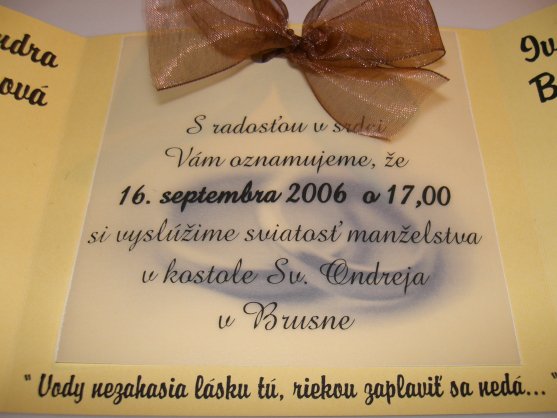 ová
B
S radosťou v srdci
Vám oznamujeme, že
16. septembra 2006 o 17,00
si vyslúžime sviatosť manželstva
v kostole Sv. Ondreja
v Brusne
"Vody nezahasia lásku tú, riekou zaplaviť sa nedá..."